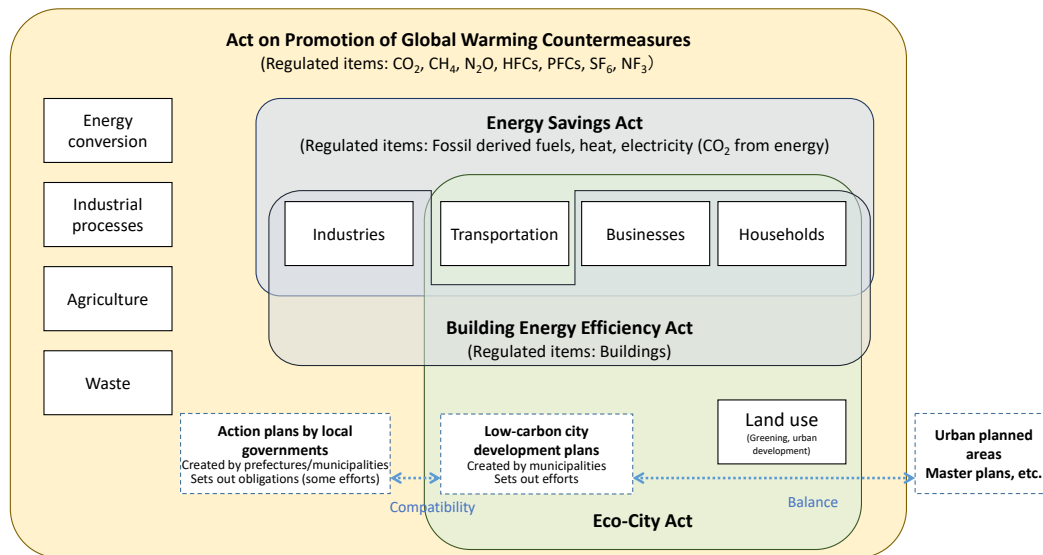 Act on Promotion of Global Warming Countermeasures
(Regulated items: CO₂, CH₄, N₂O, HFCs, PFCs, SF₆, NF₃)
Energy
conversion
Industrial
processes
Agriculture
Waste
Energy Savings Act
(Regulated items: Fossil derived fuels, heat, electricity (CO₂ from energy)
Industries
Transportation
Businesses
Households
Building Energy Efficiency Act
(Regulated items: Buildings)
Land use
(Greening, urban
development)
Action plans by local
governments
Created by prefectures/municipalities
Sets out obligations (some efforts)
Compatibility
Low-carbon city
development plans
Created by municipalities
Sets out efforts
Balance
Urban planned
areas
Master plans, etc.
Eco-City Act